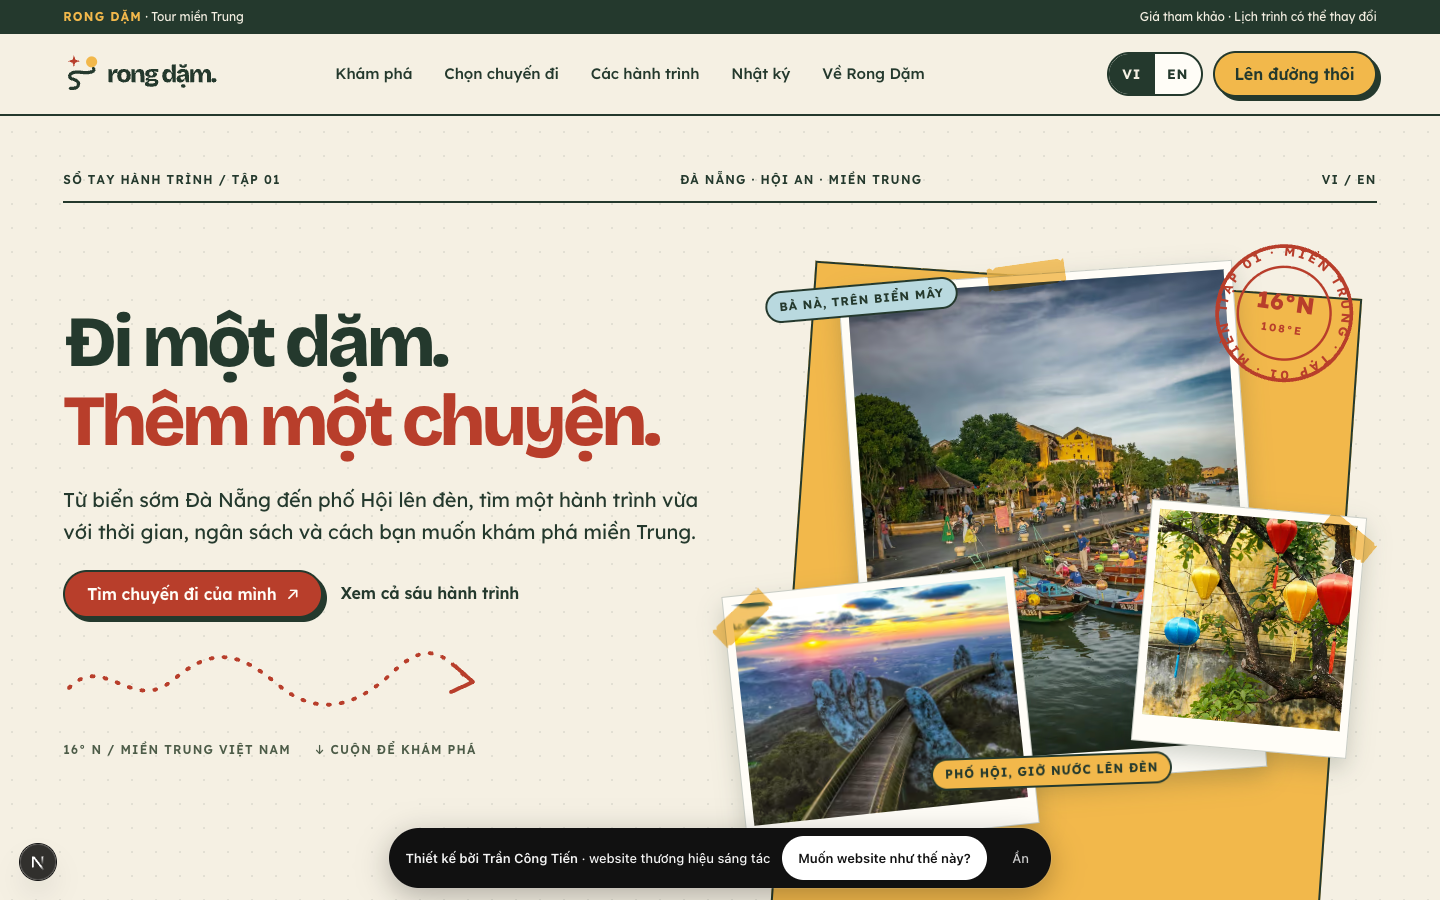 RONG DẶM · Tour miền Trung
Giá tham khảo · Lịch trình có thể thay đổi
rong dặm.
Khám phá
Chọn chuyến đi
Các hành trình
Nhật ký
Về Rong Dặm
VI
EN
Lên đường thôi
SỔ TAY HÀNH TRÌNH / TẬP 01
ĐÀ NẴNG · HỘI AN · MIỀN TRUNG
VI / EN
Đi một dặm.
Thêm một chuyện.
Từ biển sớm Đà Nẵng đến phố Hội lên đèn, tìm một hành trình vừa
với thời gian, ngân sách và cách bạn muốn khám phá miền Trung.
Tìm chuyến đi của mình ↗
Xem cả sáu hành trình
16° N / MIỀN TRUNG VIỆT NAM
↓ CUỘN ĐỂ KHÁM PHÁ
BÀ NÀ, TRÊN BIỂN MÂY
MIỀN TRUNG · TẬP 01 ·
16°N
108°E
PHỐ HỘI, GIỜ NƯỚC LÊN ĐÈN
Thiết kế bởi Trần Công Tiến · website thương hiệu sáng tác
Muốn website như thế này?
Ẩn
N